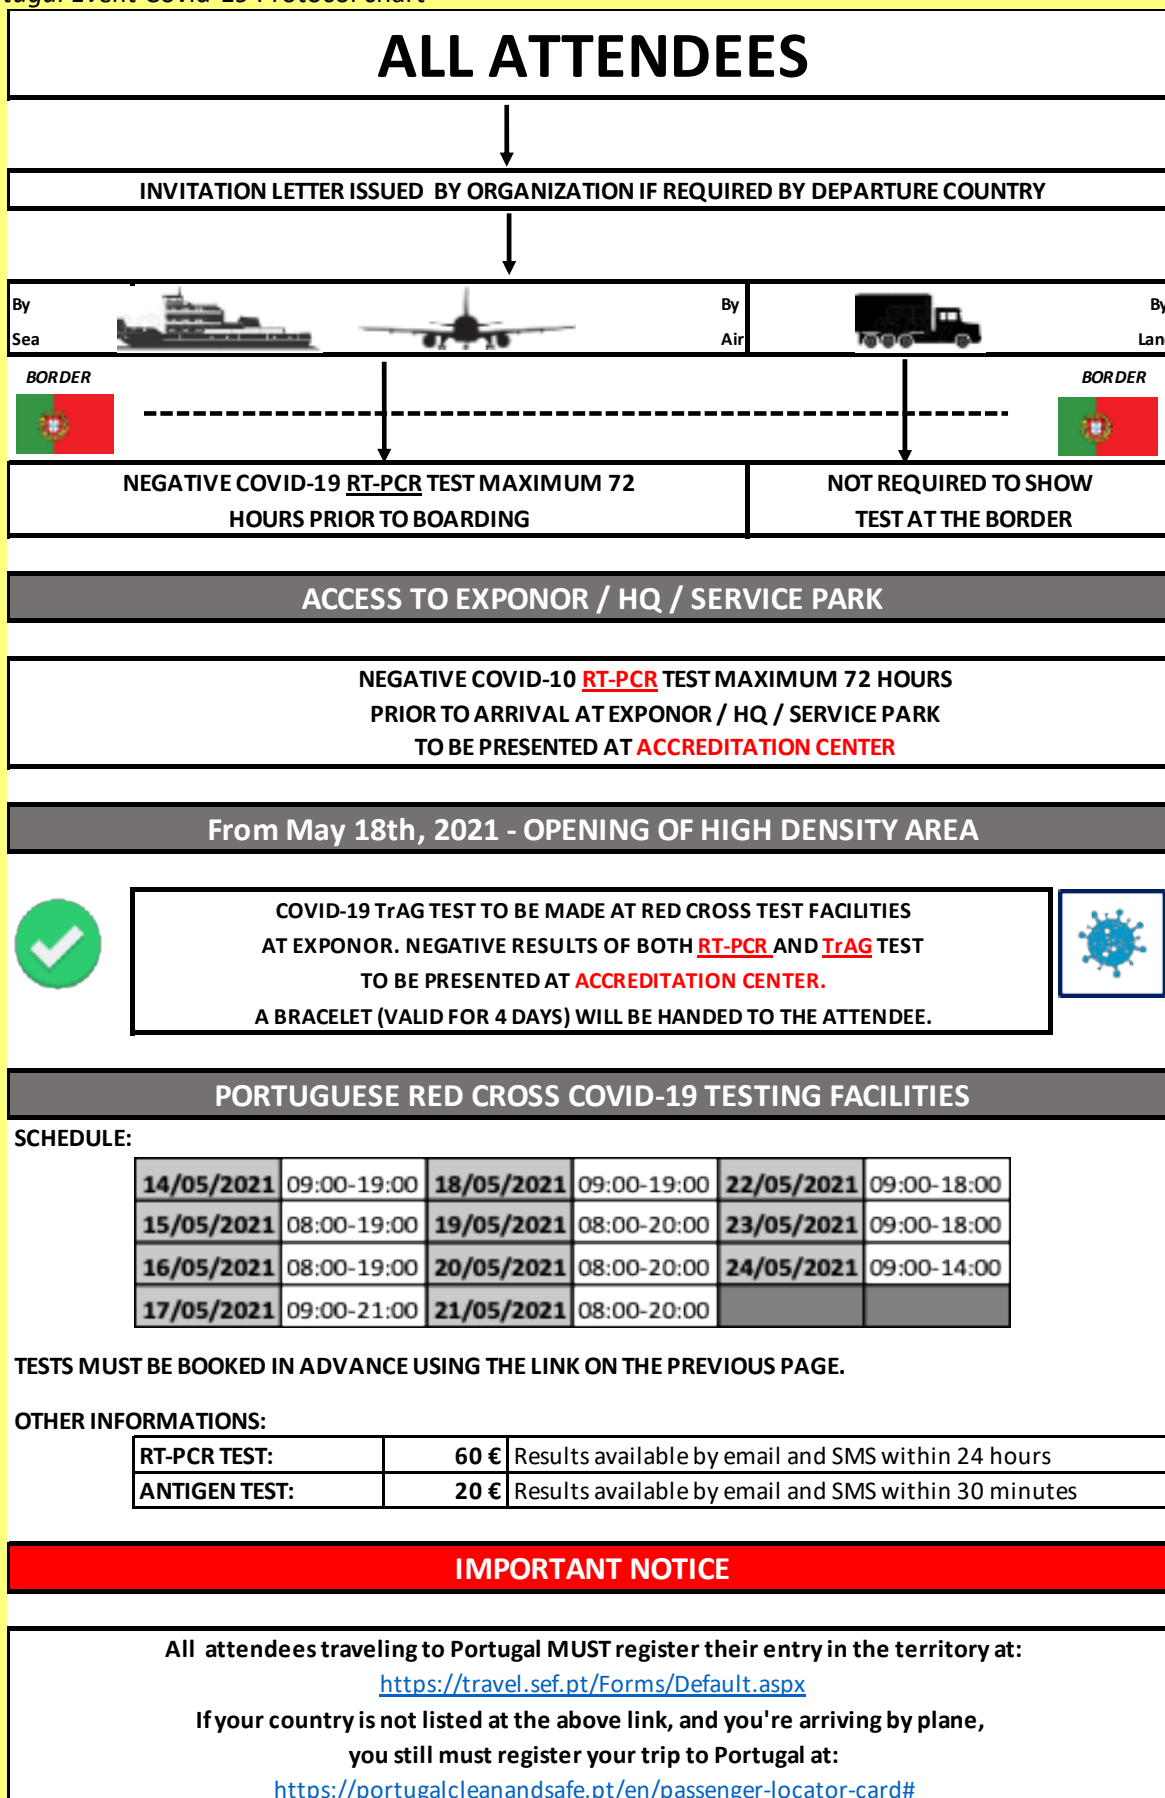 Event Covid-19 Protocol chart
ALL ATTENDEES
INVITATION LETTER ISSUED BY ORGANIZATION IF REQUIRED BY DEPARTURE COUNTRY
By By By
Sea Air Lan
BORDER BORDER
NEGATIVE COVID-19 RT-PCR TEST MAXIMUM 72
HOURS PRIOR TO BOARDING
NOT REQUIRED TO SHOW
TEST AT THE BORDER
ACCESS TO EXPONOR / HQ / SERVICE PARK
NEGATIVE COVID-10 RT-PCR TEST MAXIMUM 72 HOURS
PRIOR TO ARRIVAL AT EXPONOR / HQ / SERVICE PARK
TO BE PRESENTED AT ACCREDITATION CENTER
From May 18th, 2021 - OPENING OF HIGH DENSITY AREA
COVID-19 TrAG TEST TO BE MADE AT RED CROSS TEST FACILITIES
AT EXPONOR. NEGATIVE RESULTS OF BOTH RT-PCR AND TrAG TEST
TO BE PRESENTED AT ACCREDITATION CENTER.
A BRACELET (VALID FOR 4 DAYS) WILL BE HANDED TO THE ATTENDEE.
PORTUGUESE RED CROSS COVID-19 TESTING FACILITIES
SCHEDULE:
14/05/2021 09:00-19:00 18/05/2021 09:00-19:00 22/05/2021 09:00-18:00
15/05/2021 08:00-19:00 19/05/2021 08:00-20:00 23/05/2021 09:00-18:00
16/05/2021 08:00-19:00 20/05/2021 08:00-20:00 24/05/2021 09:00-14:00
17/05/2021 09:00-21:00 21/05/2021 08:00-20:00
TESTS MUST BE BOOKED IN ADVANCE USING THE LINK ON THE PREVIOUS PAGE.
OTHER INFORMATIONS:
RT-PCR TEST: 60 € Results available by email and SMS within 24 hours
ANTIGEN TEST: 20 € Results available by email and SMS within 30 minutes
IMPORTANT NOTICE
All attendees traveling to Portugal MUST register their entry in the territory at:
https://travel.sef.pt/Forms/Default.aspx
If your country is not listed at the above link, and you're arriving by plane,
you still must register your trip to Portugal at:
https://portugalcleanandsafe.pt/en/passenger-locator-card#